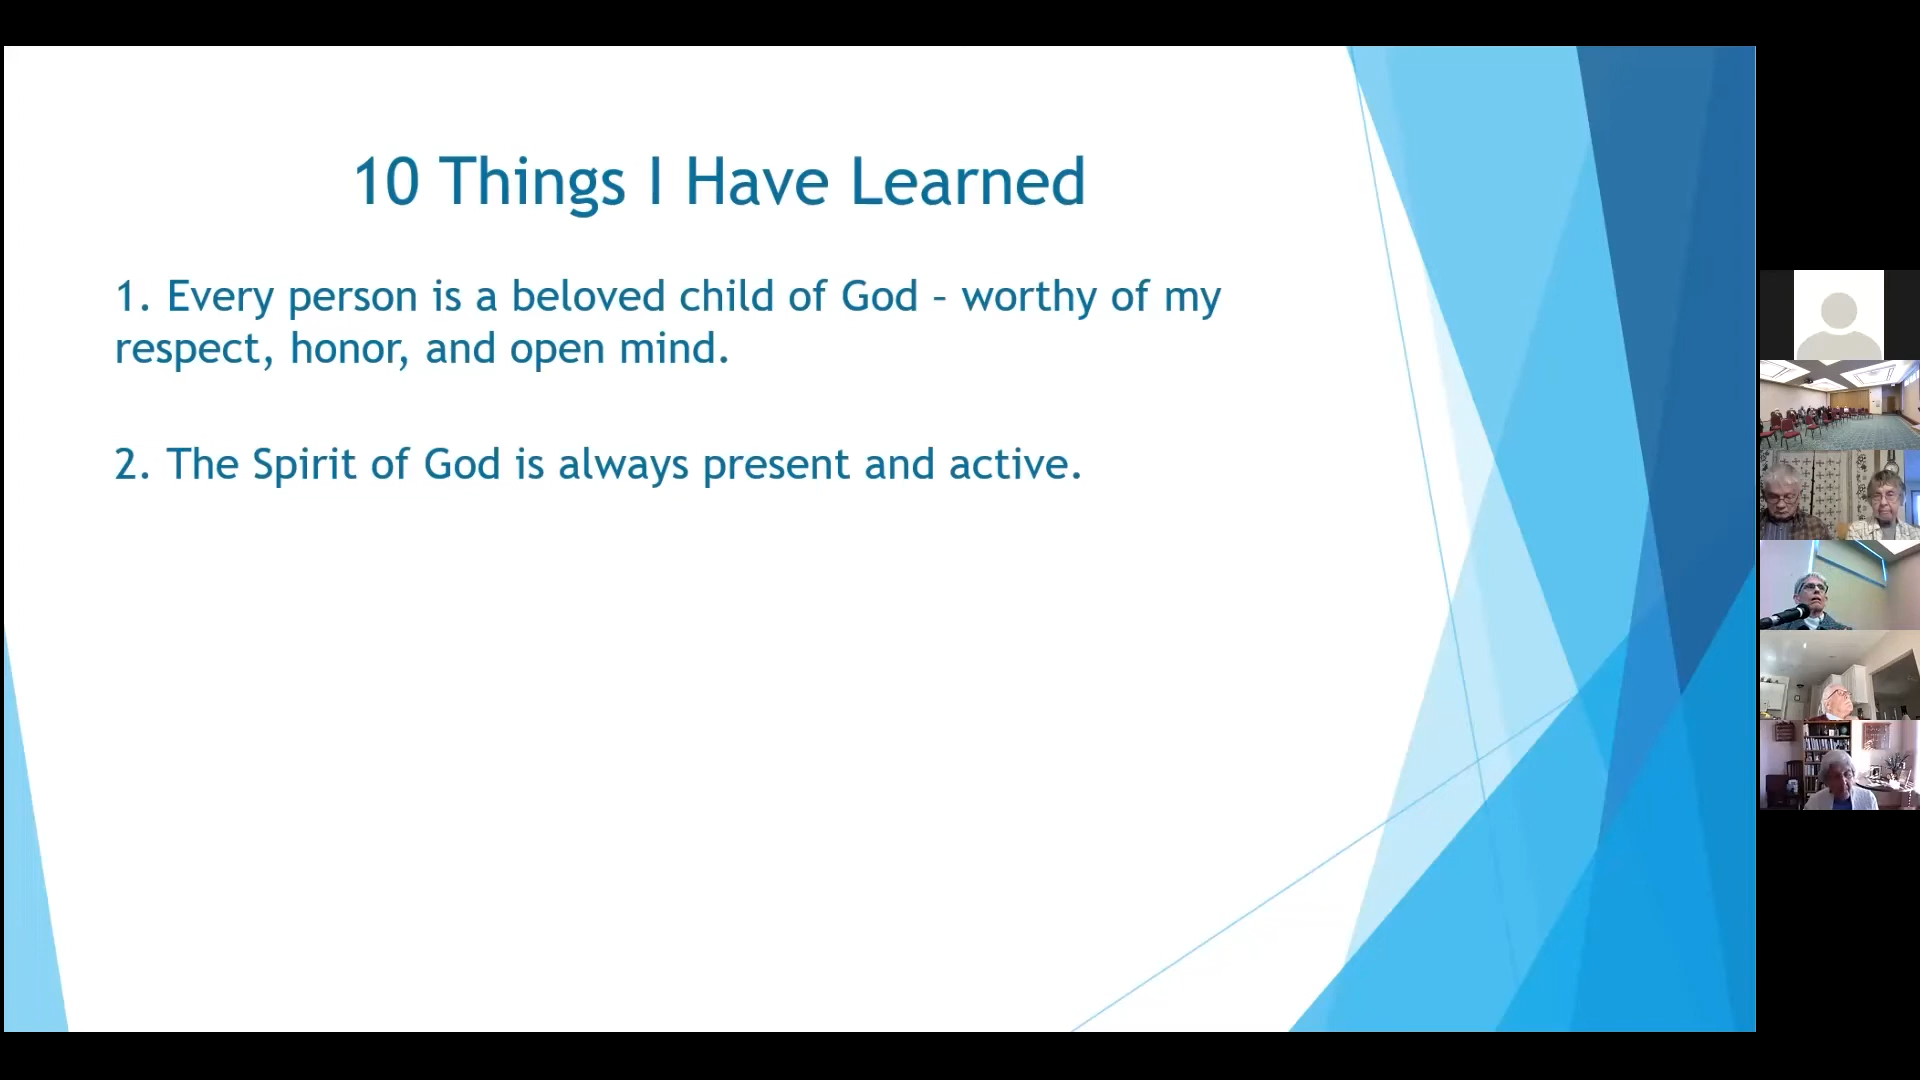 10 Things I Have Learned
1. Every person is a beloved child of God – worthy of my
respect, honor, and open mind.
2. The Spirit of God is always present and active.